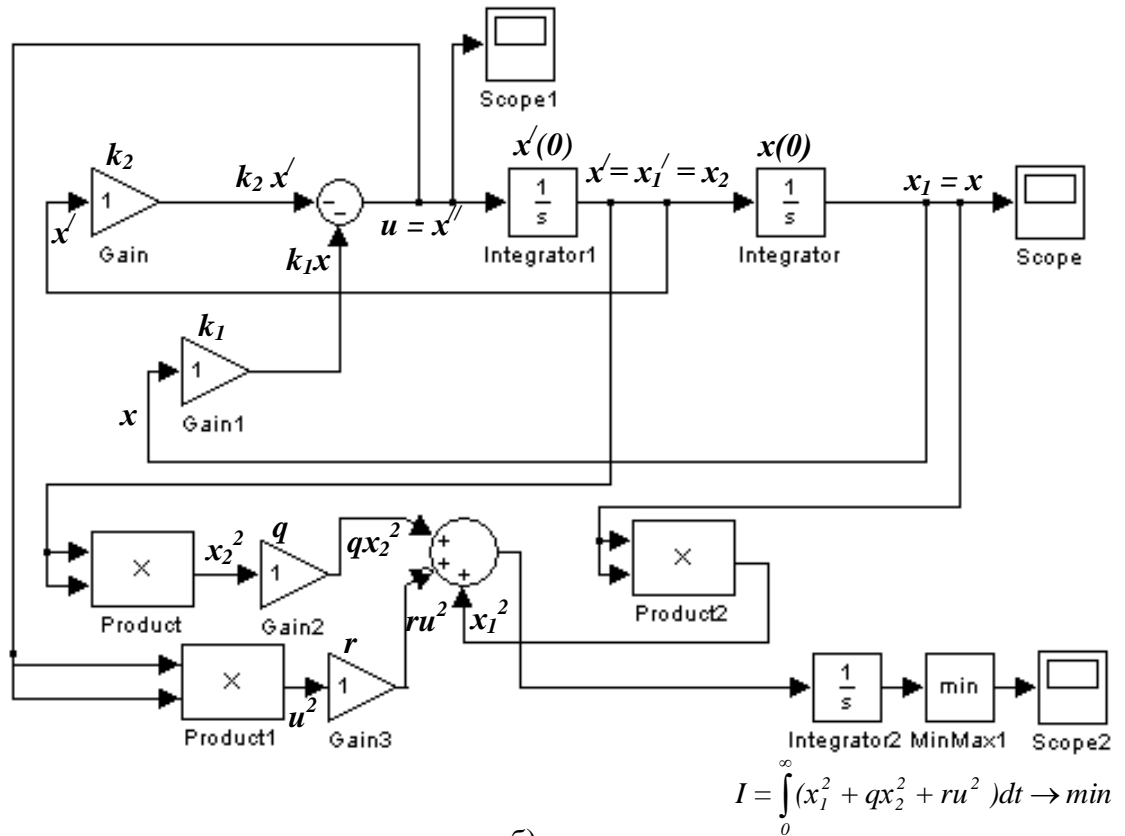 Scope1
k₂
k₂ x′
x′(0)
x′= x₁′ = x₂
x(0)
x₁ = x
1
− −
1/s
1/s
x′
u = x′′
Gain
k₁x
Integrator1
Integrator
Scope
k₁
1
x
Gain1
q
x₂²
qx₂²
×
1
+ + +
×
Product
Gain2
ru²
x₁²
Product2
r
×
1
u²
1/s
min
Product1
Gain3
Integrator2
MinMax1
Scope2
I = ∫₀^∞ (x₁² + qx₂² + ru² )dt → min
б)